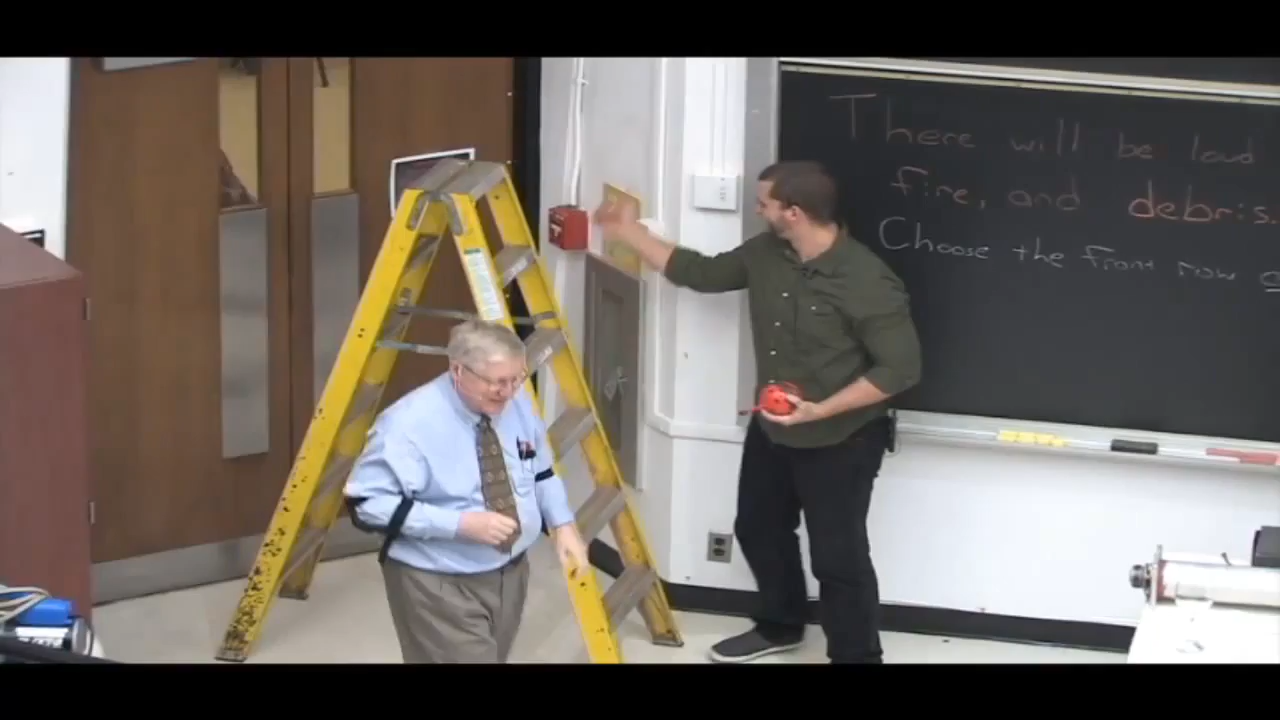 There will be loud
fire, and debris.
Choose the front row